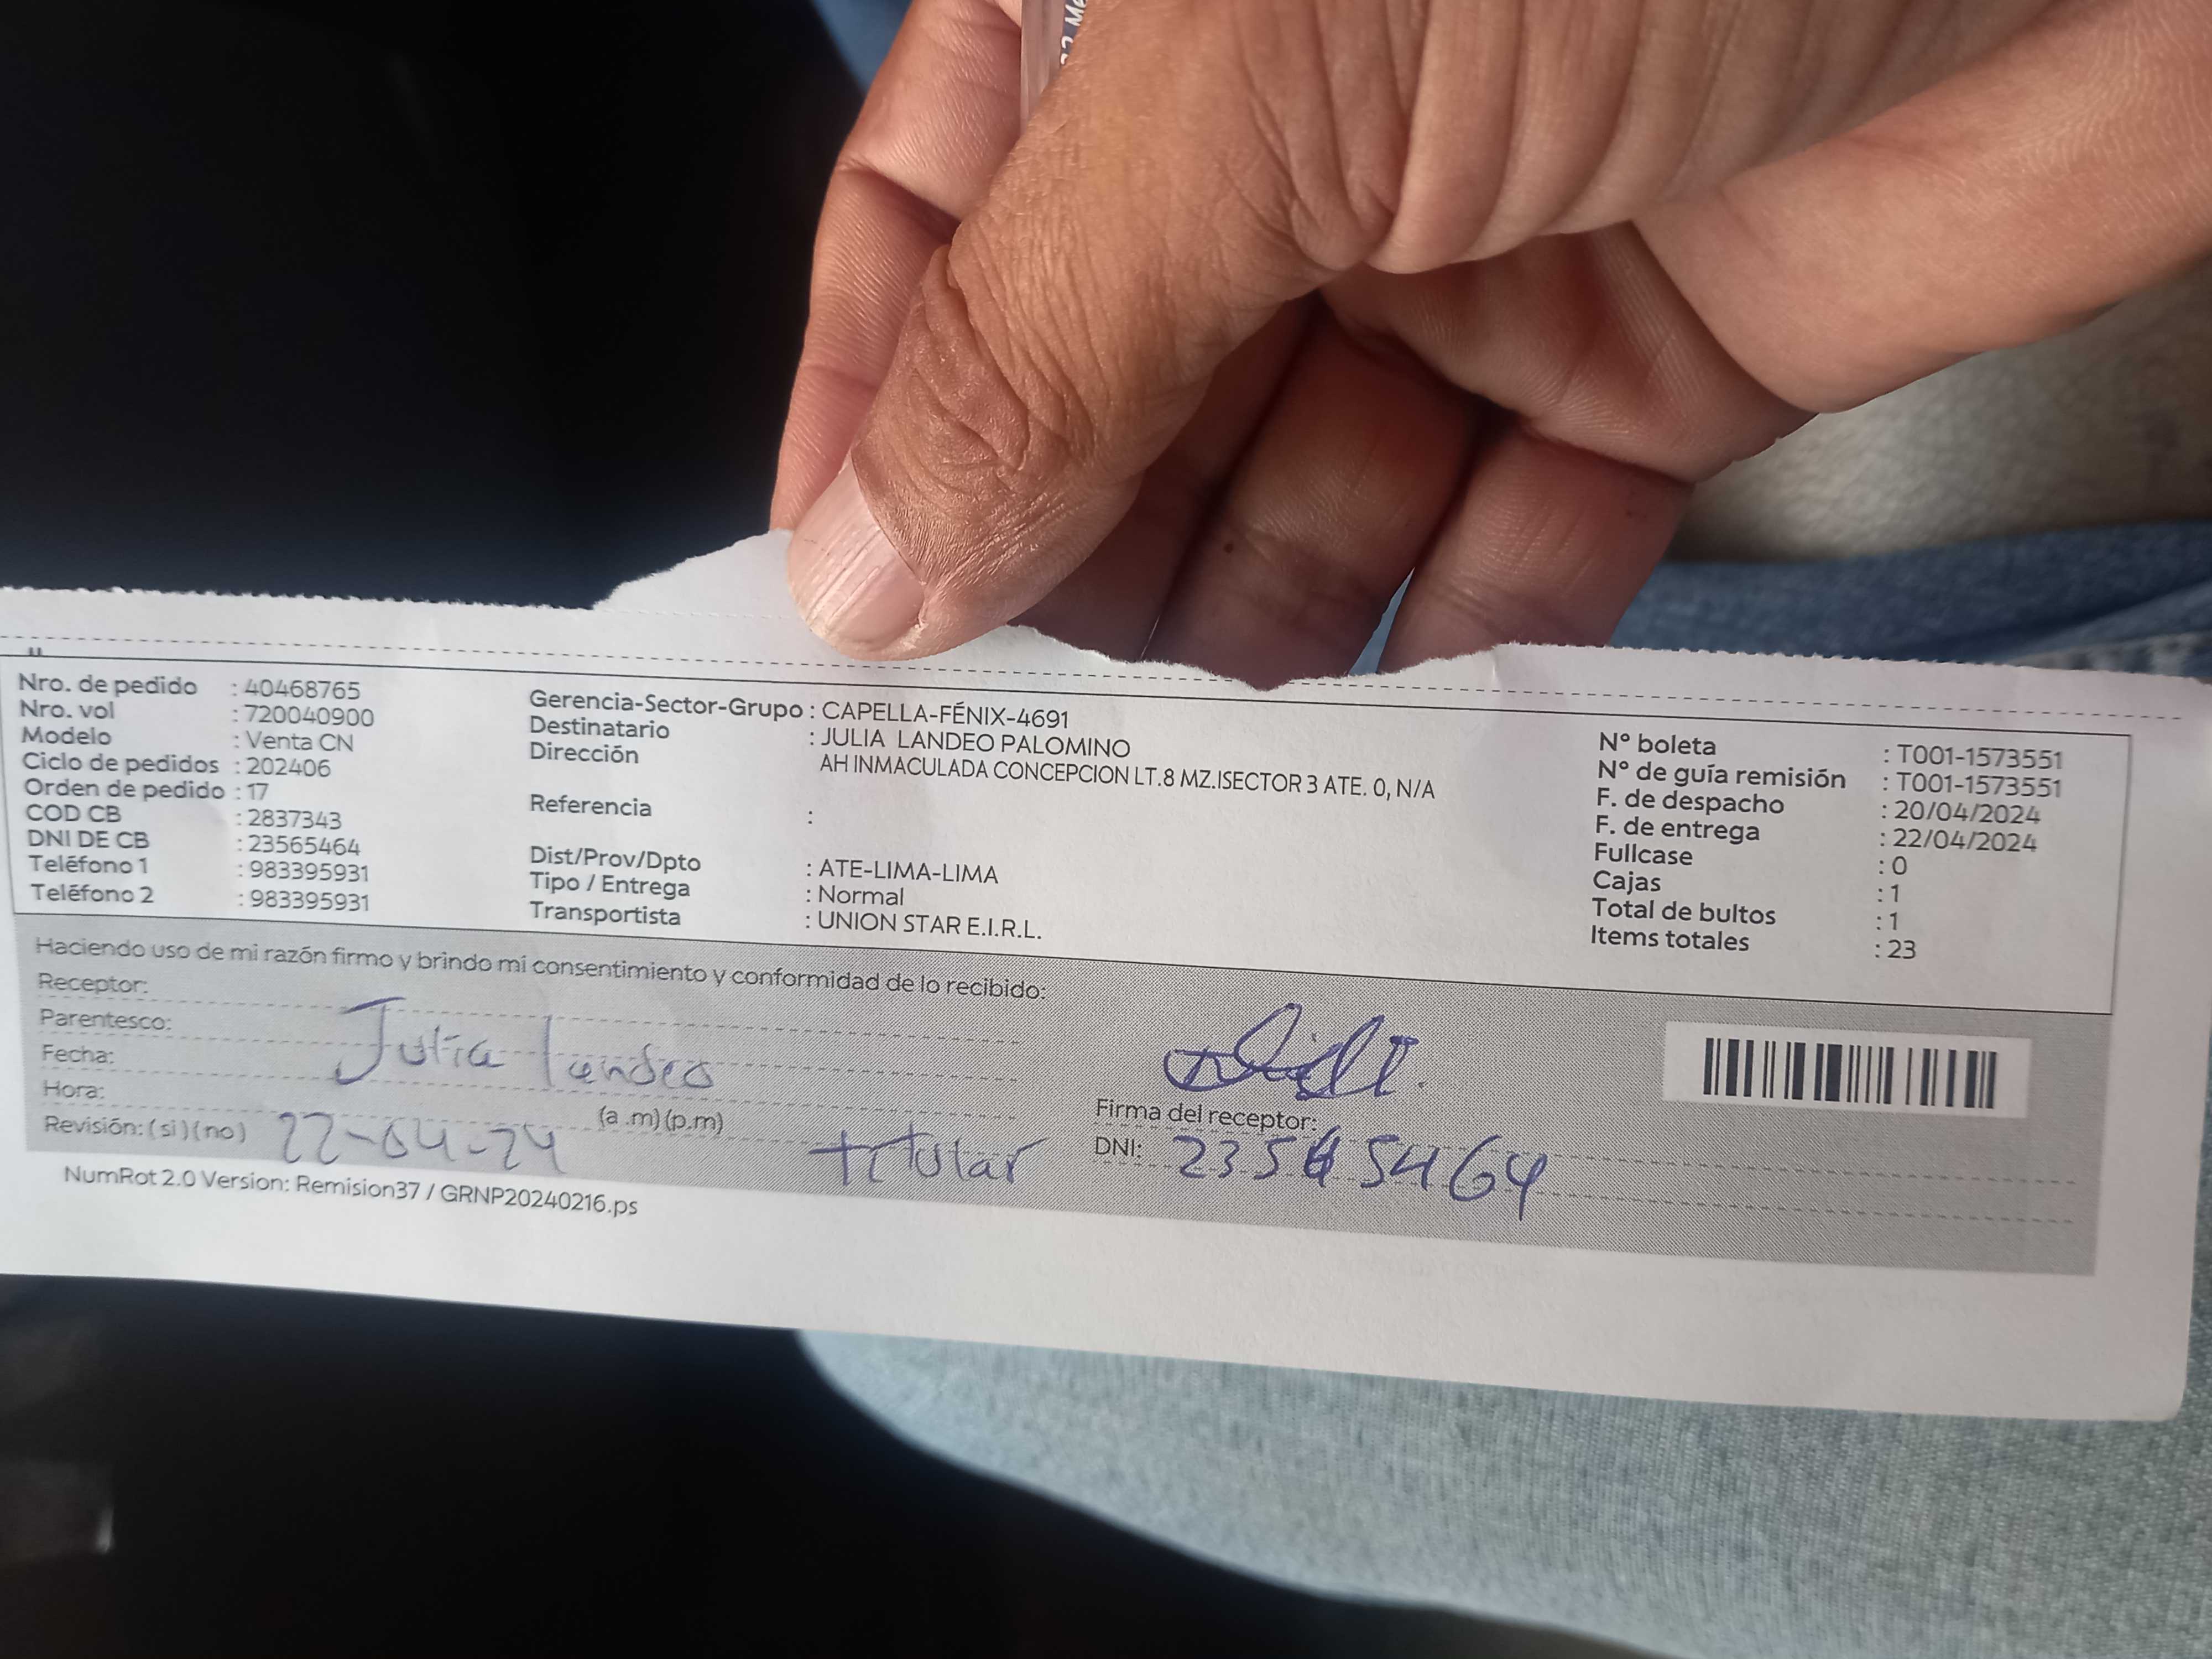 Nro. de pedido : 40468765
Nro. vol : 720040900
Modelo : Venta CN
Ciclo de pedidos : 202406
Orden de pedido : 17
COD CB : 2837343
DNI DE CB : 23565464
Teléfono 1 : 983395931
Teléfono 2 : 983395931
Gerencia-Sector-Grupo : CAPELLA-FÉNIX-4691
Destinatario : JULIA LANDEO PALOMINO
Dirección AH INMACULADA CONCEPCION LT.8 MZ.ISECTOR 3 ATE. 0, N/A
Referencia :
Dist/Prov/Dpto : ATE-LIMA-LIMA
Tipo / Entrega : Normal
Transportista : UNION STAR E.I.R.L.
N° boleta : T001-1573551
N° de guía remisión : T001-1573551
F. de despacho : 20/04/2024
F. de entrega : 22/04/2024
Fullcase : 0
Cajas : 1
Total de bultos : 1
Items totales : 23
Haciendo uso de mi razón firmo y brindo mi consentimiento y conformidad de lo recibido:
Receptor:
Parentesco:
Julia Landeo
Fecha:
Hora:
(a .m) (p.m)
Revisión: ( si ) ( no ) 22-04-24
titular
Firma del receptor:
DNI: 23565464
NumRot 2.0 Version: Remision37 / GRNP20240216.ps